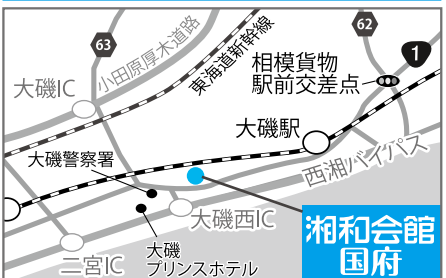 62
63
小田原厚木道路
東海道新幹線
1
相模貨物
駅前交差点
大磯IC
大磯駅
西湘バイパス
大磯警察署
大磯西IC
湘和会館
国府
大磯
プリンスホテル
二宮IC